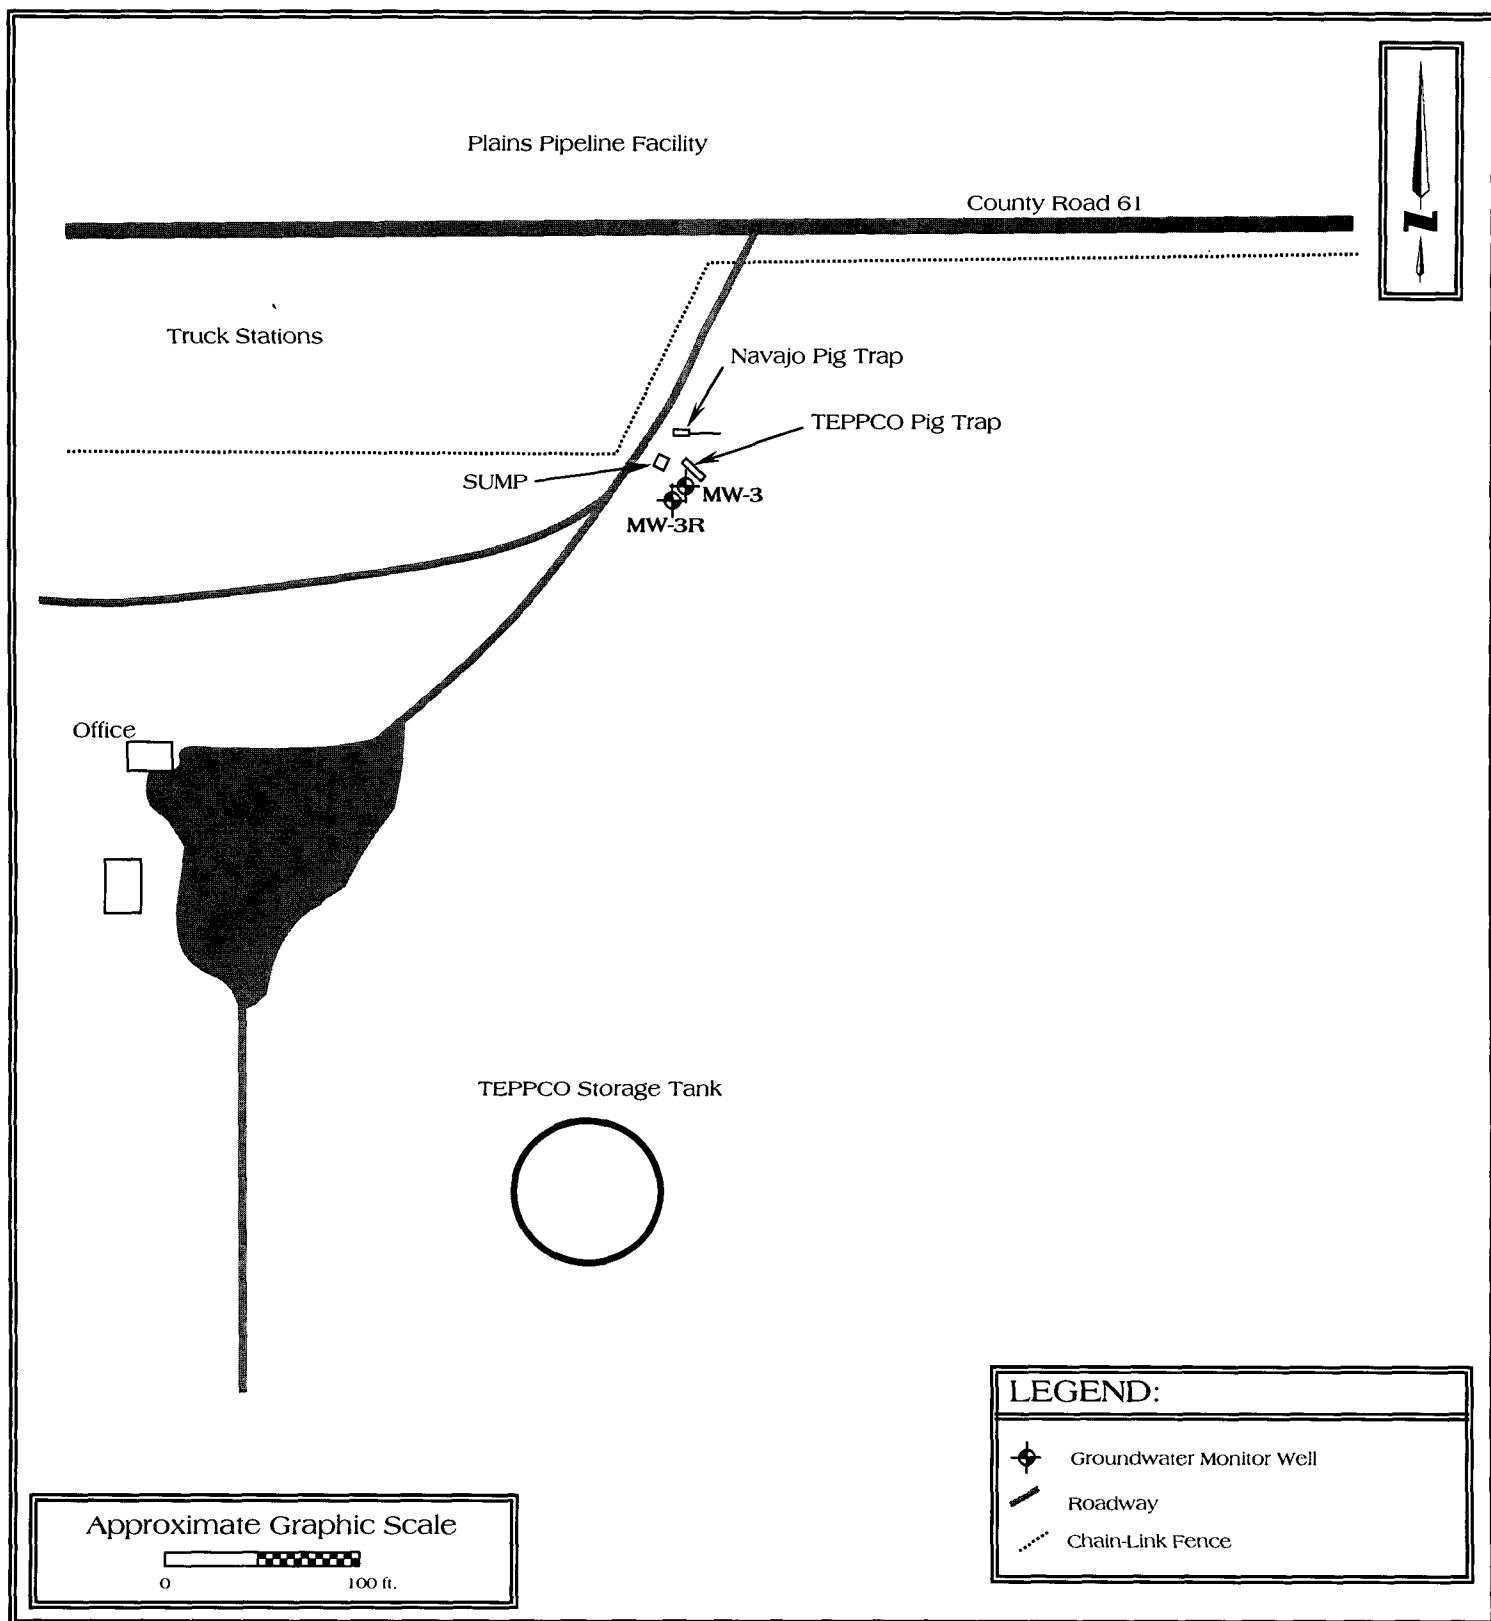 Plains Pipeline Facility
County Road 61
N
Truck Stations
Navajo Pig Trap
TEPPCO Pig Trap
SUMP
MW-3
MW-3R
Office
TEPPCO Storage Tank
LEGEND:
Groundwater Monitor Well
Roadway
Chain-Link Fence
Approximate Graphic Scale
0 100 ft.